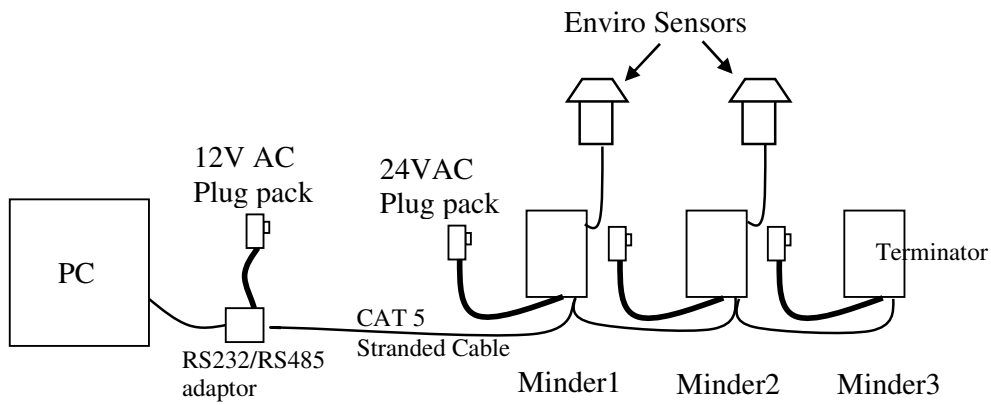 Enviro Sensors
12V AC
Plug pack
24VAC
Plug pack
PC
Terminator
CAT 5
Stranded Cable
RS232/RS485
adaptor
Minder1
Minder2
Minder3